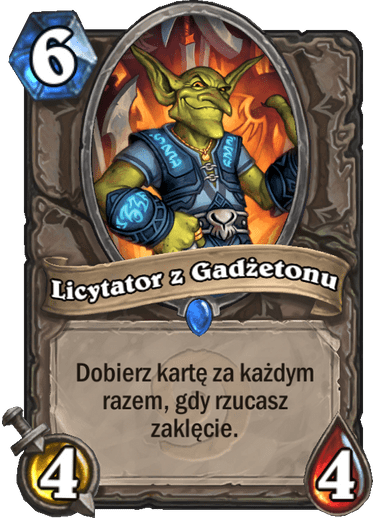 6
Licytator z Gadżetonu
Dobierz kartę za każdym
razem, gdy rzucasz
zaklęcie.
4
4